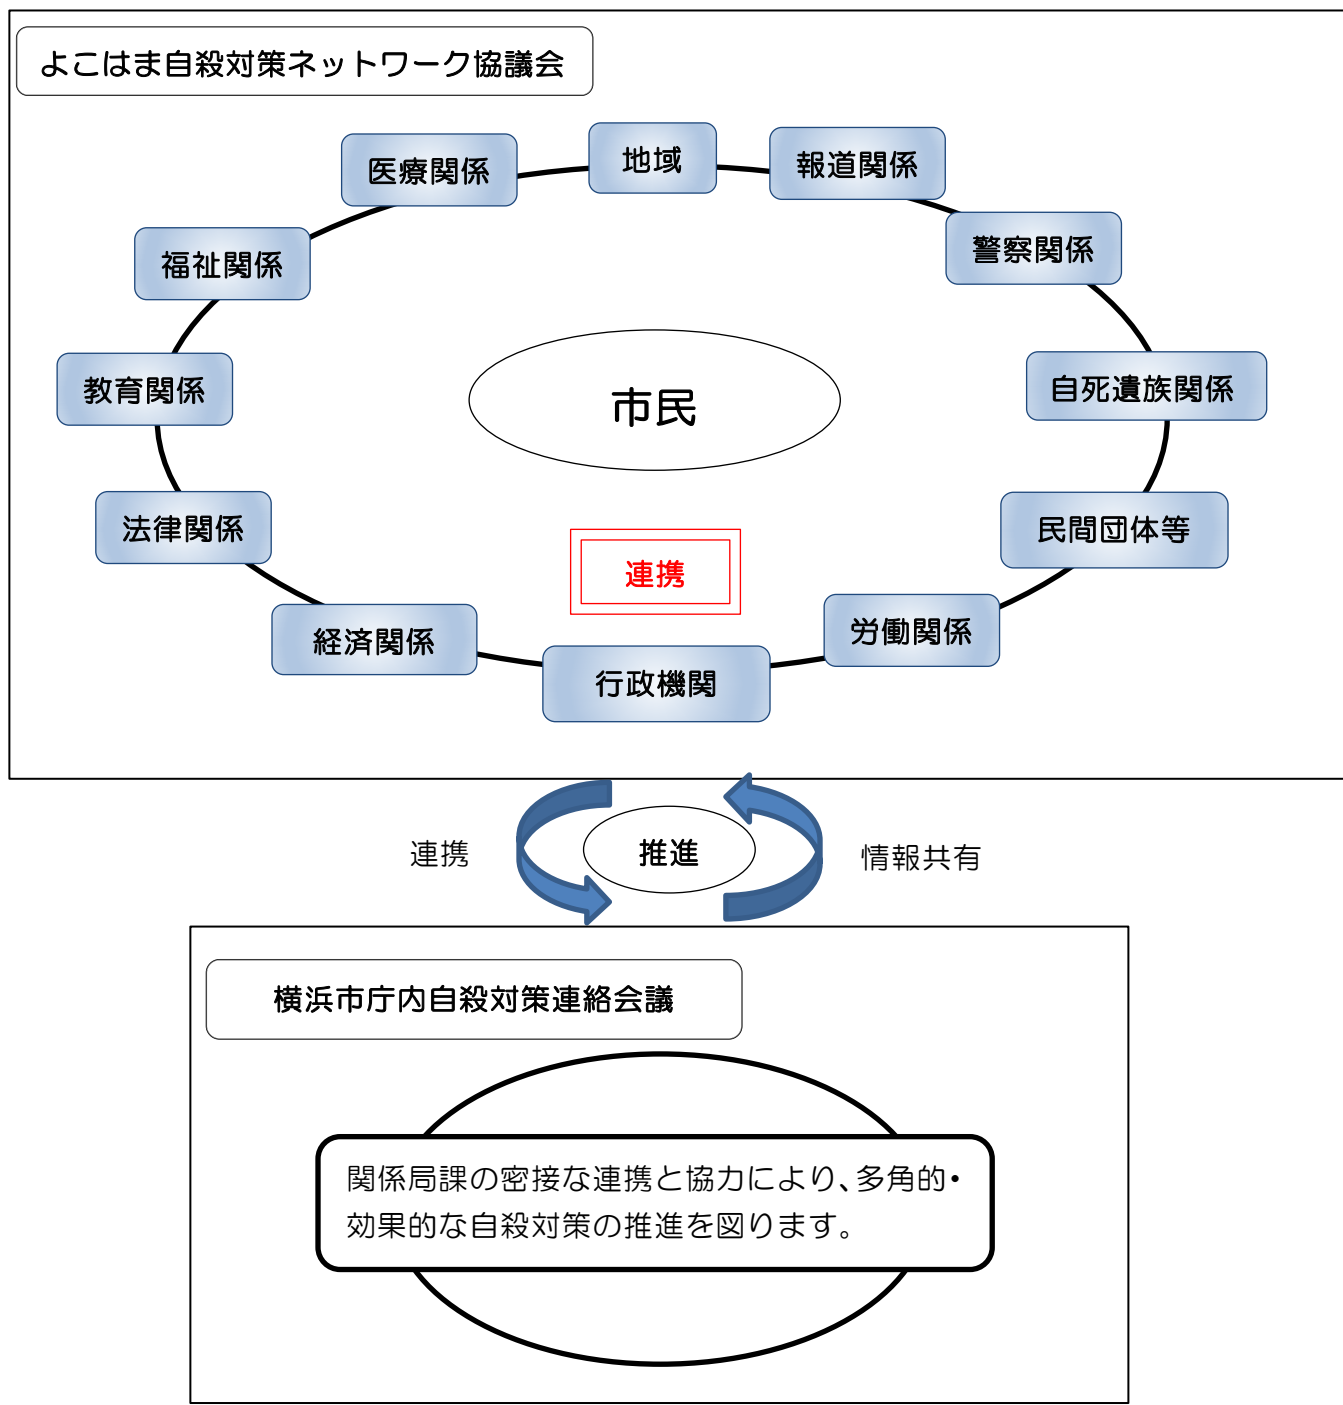 よこはま自殺対策ネットワーク協議会
医療関係
地域
報道関係
福祉関係
警察関係
教育関係
市民
自死遺族関係
法律関係
連携
民間団体等
経済関係
行政機関
労働関係
連携
推進
情報共有
横浜市庁内自殺対策連絡会議
関係局課の密接な連携と協力により、多角的・
効果的な自殺対策の推進を図ります。